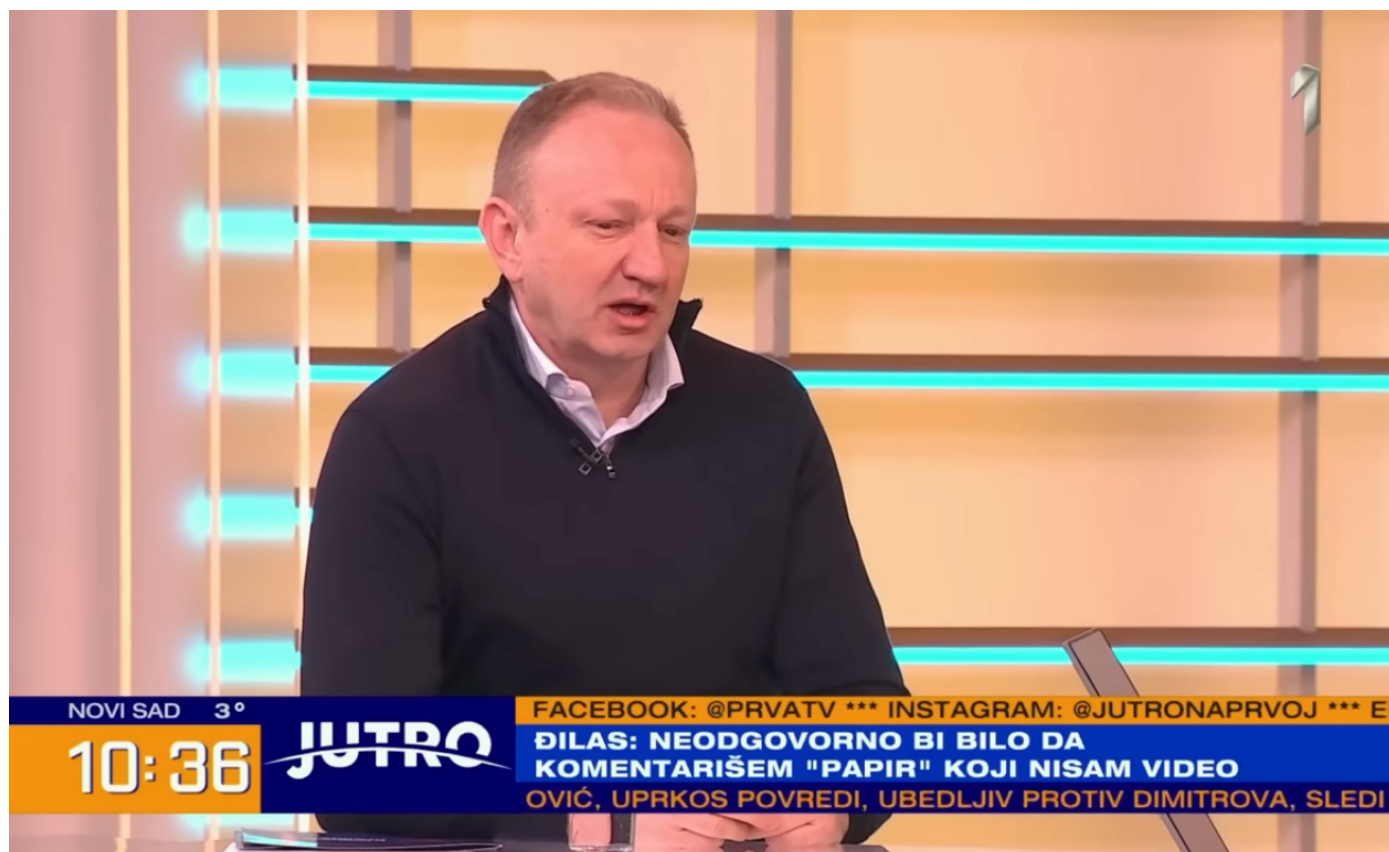 1
NOVI SAD 3°
10:36
JUTRO
FACEBOOK: @PRVATV *** INSTAGRAM: @JUTRONAPRVOJ *** E
ĐILAS: NEODGOVORNO BI BILO DA
KOMENTARIŠEM "PAPIR" KOJI NISAM VIDEO
OVIĆ, UPRKOS POVREDI, UBEDLJIV PROTIV DIMITROVA, SLEDI